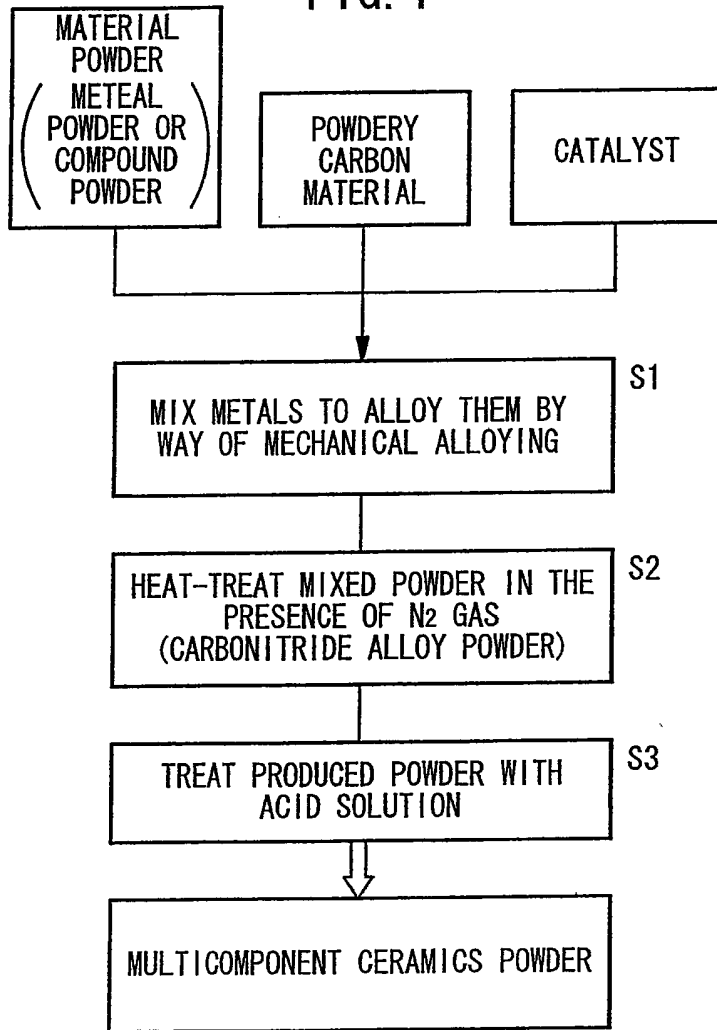 MATERIAL
POWDER
METEAL
POWDER OR
COMPOUND
POWDER
POWDERY
CARBON
MATERIAL
CATALYST
S1
MIX METALS TO ALLOY THEM BY
WAY OF MECHANICAL ALLOYING
S2
HEAT-TREAT MIXED POWDER IN THE
PRESENCE OF N2 GAS
(CARBONITRIDE ALLOY POWDER)
S3
TREAT PRODUCED POWDER WITH
ACID SOLUTION
MULTICOMPONENT CERAMICS POWDER